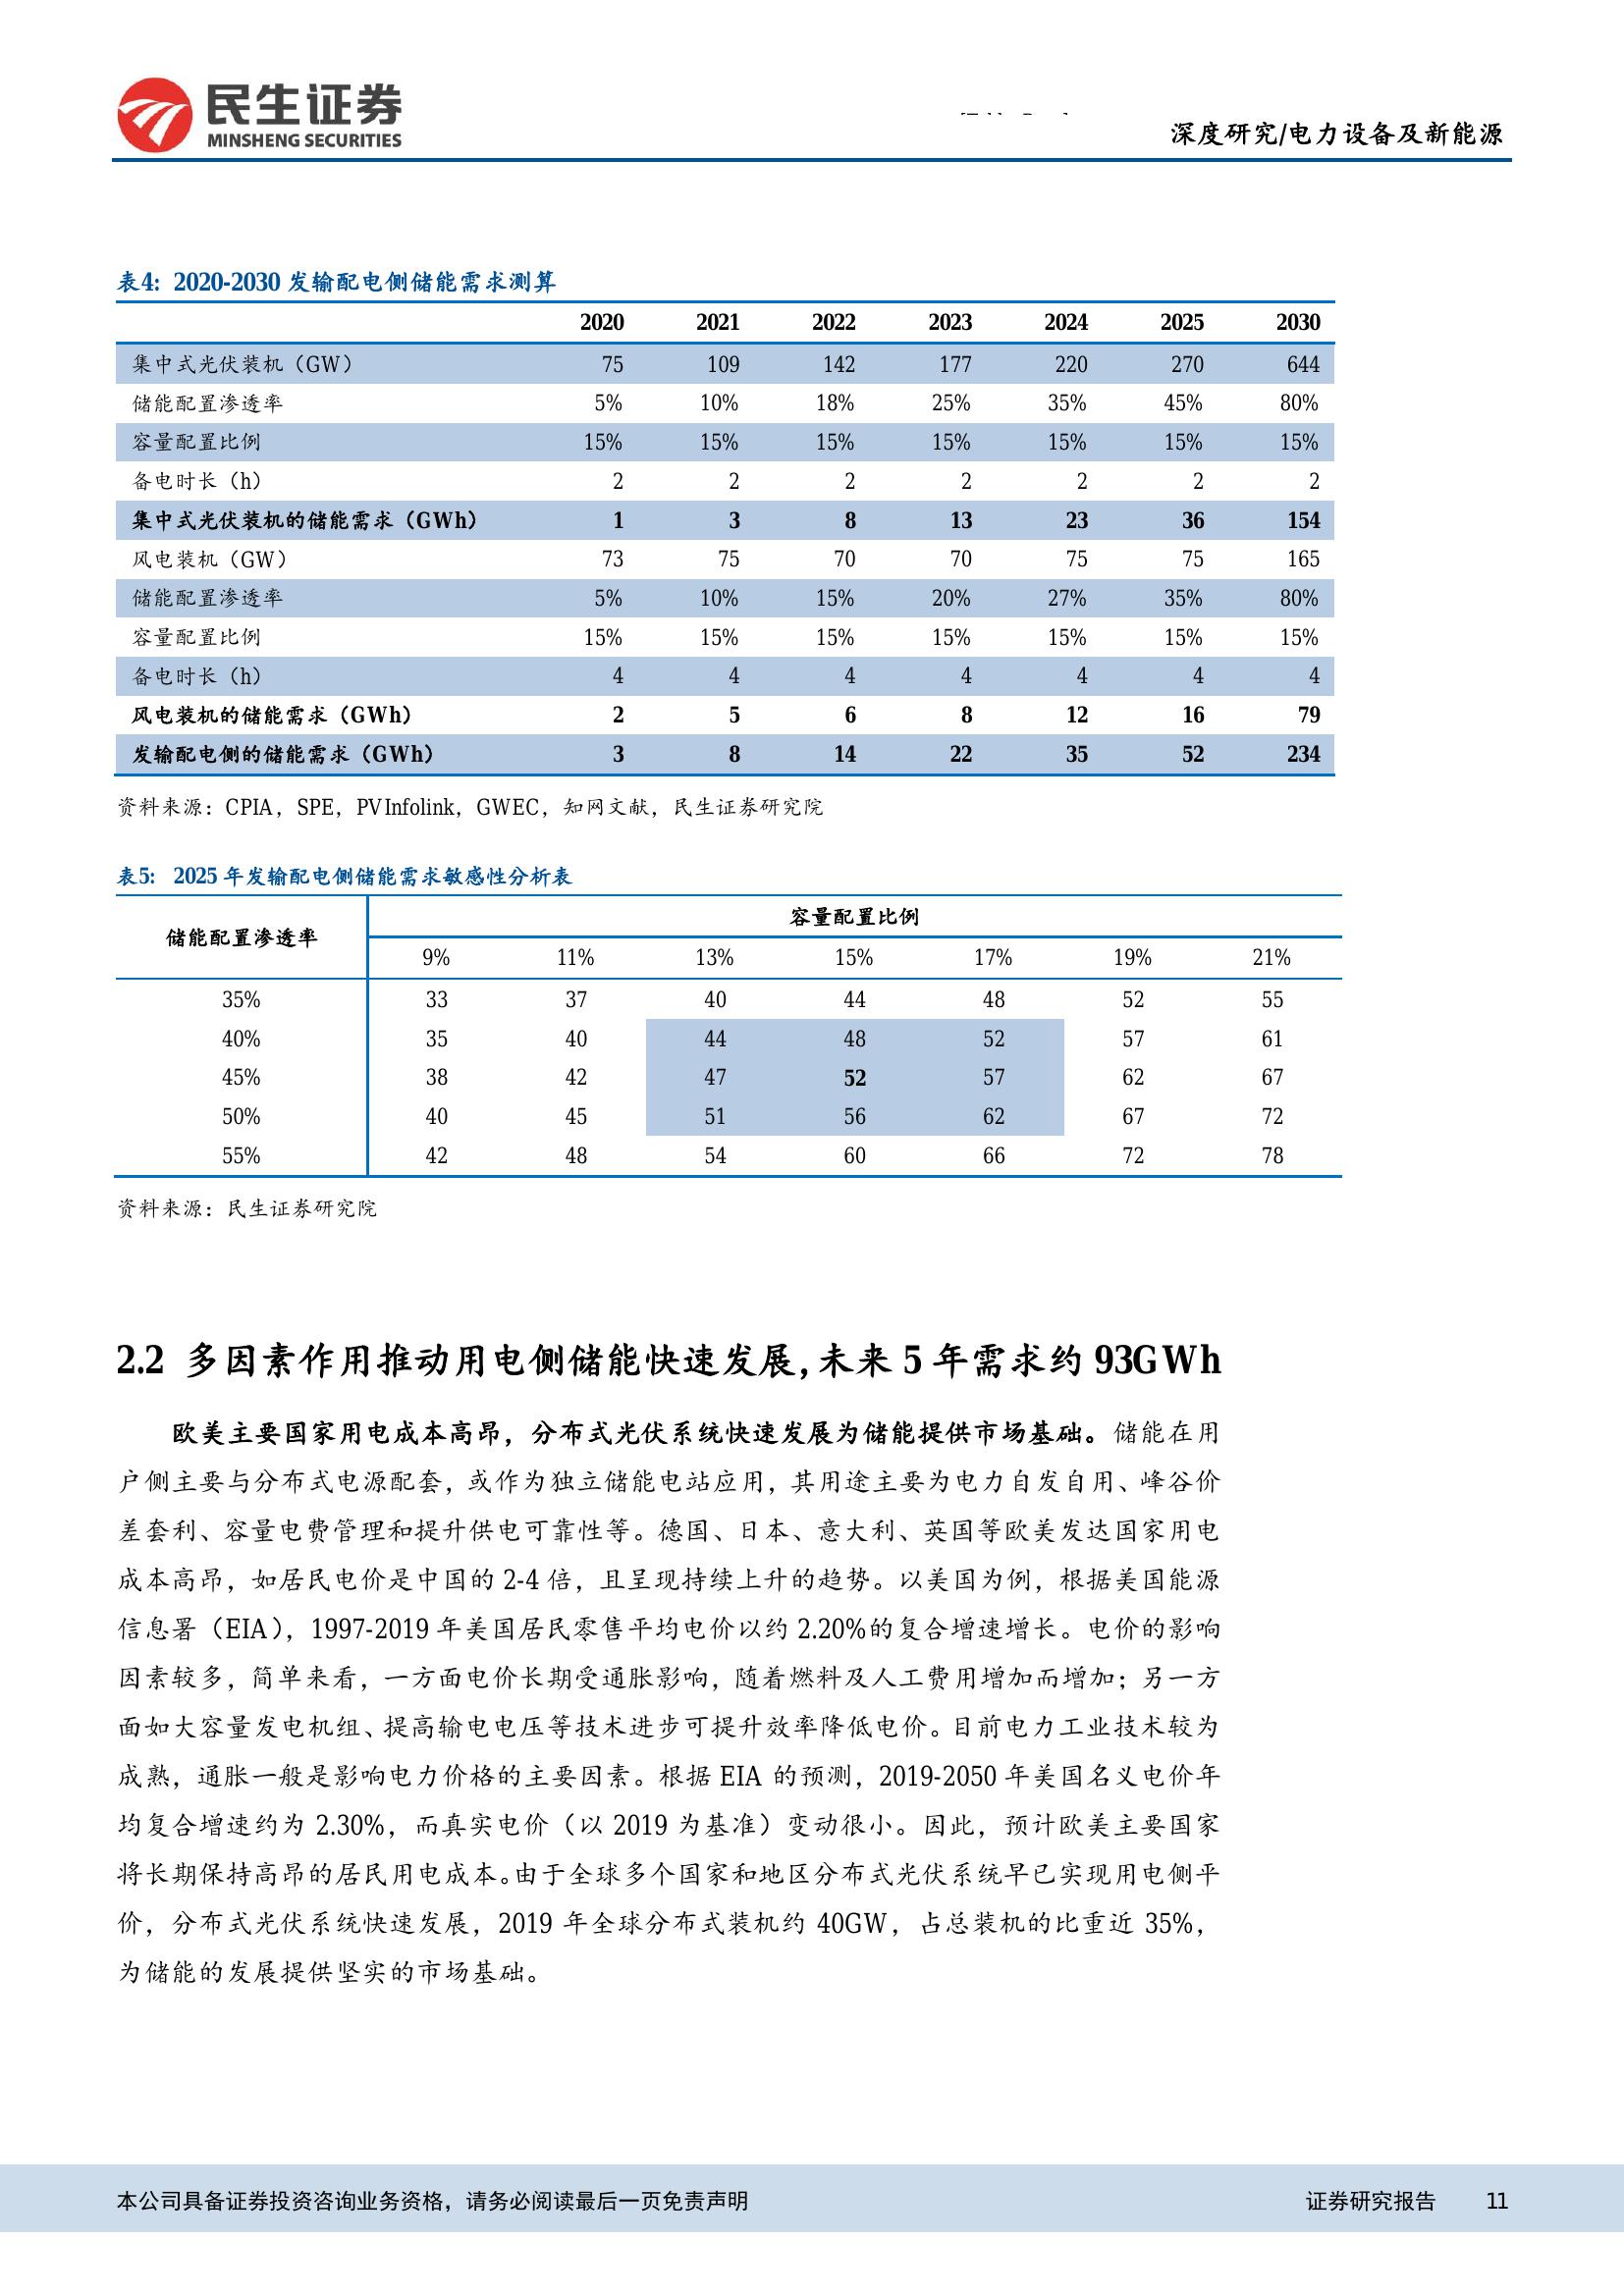 民生证券
MINSHENG SECURITIES
深度研究/电力设备及新能源
表4: 2020-2030 发输配电侧储能需求测算
2020 2021 2022 2023 2024 2025 2030
集中式光伏装机（GW） 75 109 142 177 220 270 644
储能配置渗透率 5% 10% 18% 25% 35% 45% 80%
容量配置比例 15% 15% 15% 15% 15% 15% 15%
备电时长（h） 2 2 2 2 2 2 2
集中式光伏装机的储能需求（GWh） 1 3 8 13 23 36 154
风电装机（GW） 73 75 70 70 75 75 165
储能配置渗透率 5% 10% 15% 20% 27% 35% 80%
容量配置比例 15% 15% 15% 15% 15% 15% 15%
备电时长（h） 4 4 4 4 4 4 4
风电装机的储能需求（GWh） 2 5 6 8 12 16 79
发输配电侧的储能需求（GWh） 3 8 14 22 35 52 234
资料来源：CPIA，SPE，PV Infolink，GWEC，知网文献，民生证券研究院
表5: 2025 年发输配电侧储能需求敏感性分析表
储能配置渗透率 容量配置比例
9% 11% 13% 15% 17% 19% 21%
35% 33 37 40 44 48 52 55
40% 35 40 44 48 52 57 61
45% 38 42 47 52 57 62 67
50% 40 45 51 56 62 67 72
55% 42 48 54 60 66 72 78
资料来源：民生证券研究院
2.2 多因素作用推动用电侧储能快速发展，未来 5 年需求约 93GWh
欧美主要国家用电成本高昂，分布式光伏系统快速发展为储能提供市场基础。储能在用
户侧主要与分布式电源配套，或作为独立储能电站应用，其用途主要为电力自发自用、峰谷价
差套利、容量电费管理和提升供电可靠性等。德国、日本、意大利、英国等欧美发达国家用电
成本高昂，如居民电价是中国的 2-4 倍，且呈现持续上升的趋势。以美国为例，根据美国能源
信息署（EIA），1997-2019 年美国居民零售平均电价以约 2.20%的复合增速增长。电价的影响
因素较多，简单来看，一方面电价长期受通胀影响，随着燃料及人工费用增加而增加；另一方
面如大容量发电机组、提高输电电压等技术进步可提升效率降低电价。目前电力工业技术较为
成熟，通胀一般是影响电力价格的主要因素。根据 EIA 的预测，2019-2050 年美国名义电价年
均复合增速约为 2.30%，而真实电价（以 2019 为基准）变动很小。因此，预计欧美主要国家
将长期保持高昂的居民用电成本。由于全球多个国家和地区分布式光伏系统早已实现用电侧平
价，分布式光伏系统快速发展，2019 年全球分布式装机约 40GW，占总装机的比重近 35%，
为储能的发展提供坚实的市场基础。
本公司具备证券投资咨询业务资格，请务必阅读最后一页免责声明 证券研究报告 11